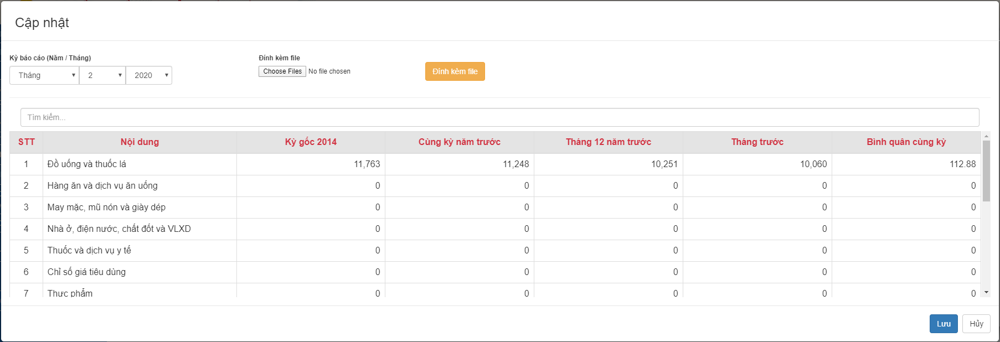 Cập nhật
Kỳ báo cáo (Năm / Tháng)
Đính kèm file
Tháng 2 2020
Choose Files No file chosen
Đính kèm file
Tìm kiếm...
STT Nội dung Kỳ gốc 2014 Cùng kỳ năm trước Tháng 12 năm trước Tháng trước Bình quân cùng kỳ
1 Đồ uống và thuốc lá 11,763 11,248 10,251 10,060 112.88
2 Hàng ăn và dịch vụ ăn uống 0 0 0 0 0
3 May mặc, mũ nón và giày dép 0 0 0 0 0
4 Nhà ở, điện nước, chất đốt và VLXD 0 0 0 0 0
5 Thuốc và dịch vụ y tế 0 0 0 0 0
6 Chỉ số giá tiêu dùng 0 0 0 0 0
7 Thực phẩm 0 0 0 0 0
Lưu Hủy